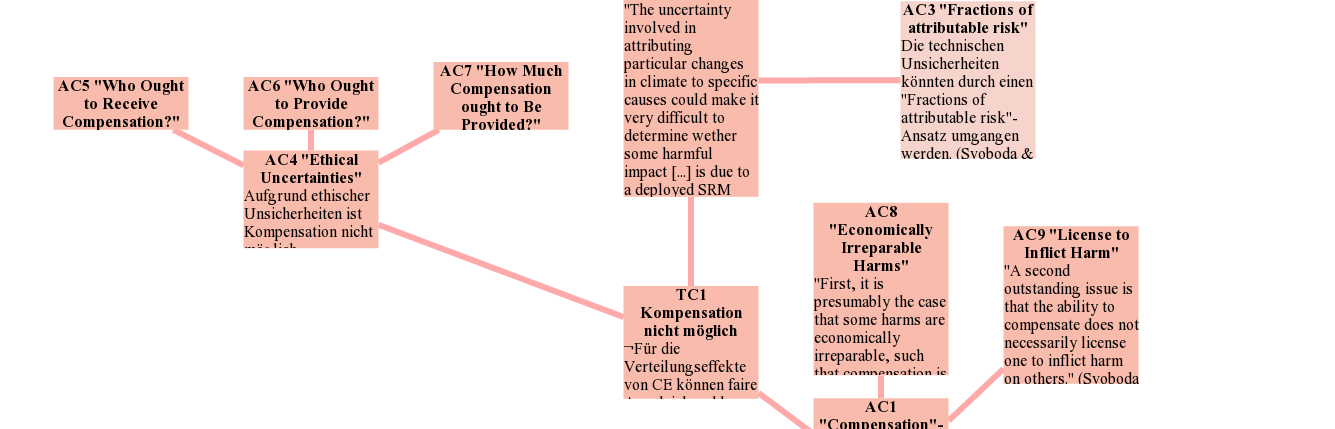 "The uncertainty
involved in
attributing
particular changes
in climate to specific
causes could make it
very difficult to
determine wether
some harmful
impact [...] is due to
a deployed SRM
AC3 "Fractions of
attributable risk"
Die technischen
Unsicherheiten
könnten durch einen
"Fractions of
attributable risk"-
Ansatz umgangen
werden. (Svoboda &
AC5 "Who Ought
to Receive
Compensation?"
AC6 "Who Ought
to Provide
Compensation?"
AC7 "How Much
Compensation
ought to Be
Provided?"
AC4 "Ethical
Uncertainties"
Aufgrund ethischer
Unsicherheiten ist
Kompensation nicht
möglich
AC8
"Economically
Irreparable
Harms"
"First, it is
presumably the case
that some harms are
economically
irreparable, such
that compensation is
AC9 "License to
Inflict Harm"
"A second
outstanding issue is
that the ability to
compensate does not
necessarily license
one to inflict harm
on others." (Svoboda
TC1
Kompensation
nicht möglich
¬Für die
Verteilungseffekte
von CE können faire
AC1
"Compensation"-